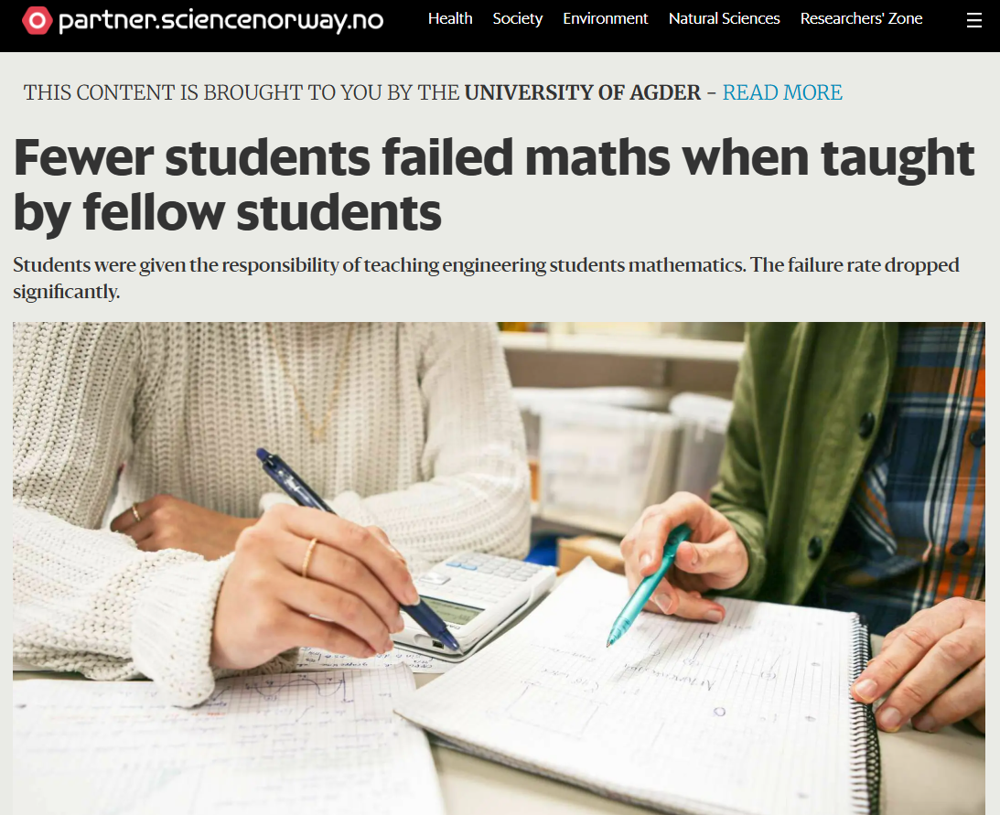 partner.sciencenorway.no
Health Society Environment Natural Sciences Researchers' Zone
THIS CONTENT IS BROUGHT TO YOU BY THE UNIVERSITY OF AGDER – READ MORE
Fewer students failed maths when taught
by fellow students
Students were given the responsibility of teaching engineering students mathematics. The failure rate dropped
significantly.